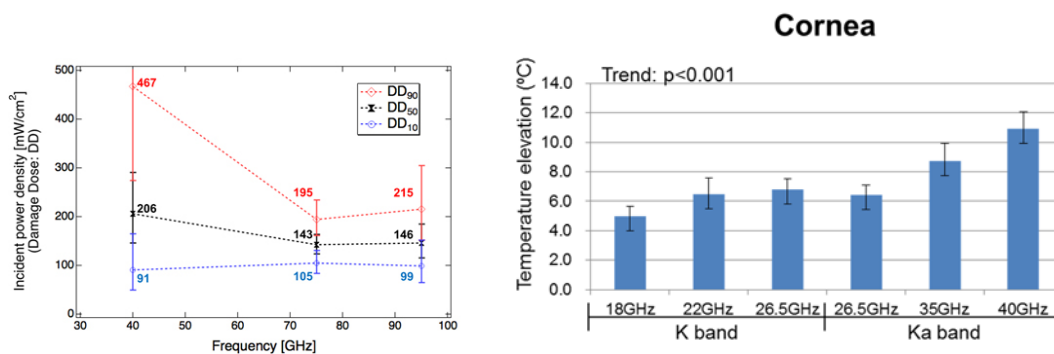 500
400
300
200
100
0
Incident power density [mW/cm²]
(Damage Dose: DD)
467
206
91
195
143
105
215
146
99
DD₉₀
DD₅₀
DD₁₀
30 40 50 60 70 80 90 100
Frequency [GHz]
Cornea
Trend: p<0.001
Temperature elevation (ºC)
14.0
12.0
10.0
8.0
6.0
4.0
2.0
0.0
18GHz 22GHz 26.5GHz 26.5GHz 35GHz 40GHz
K band Ka band